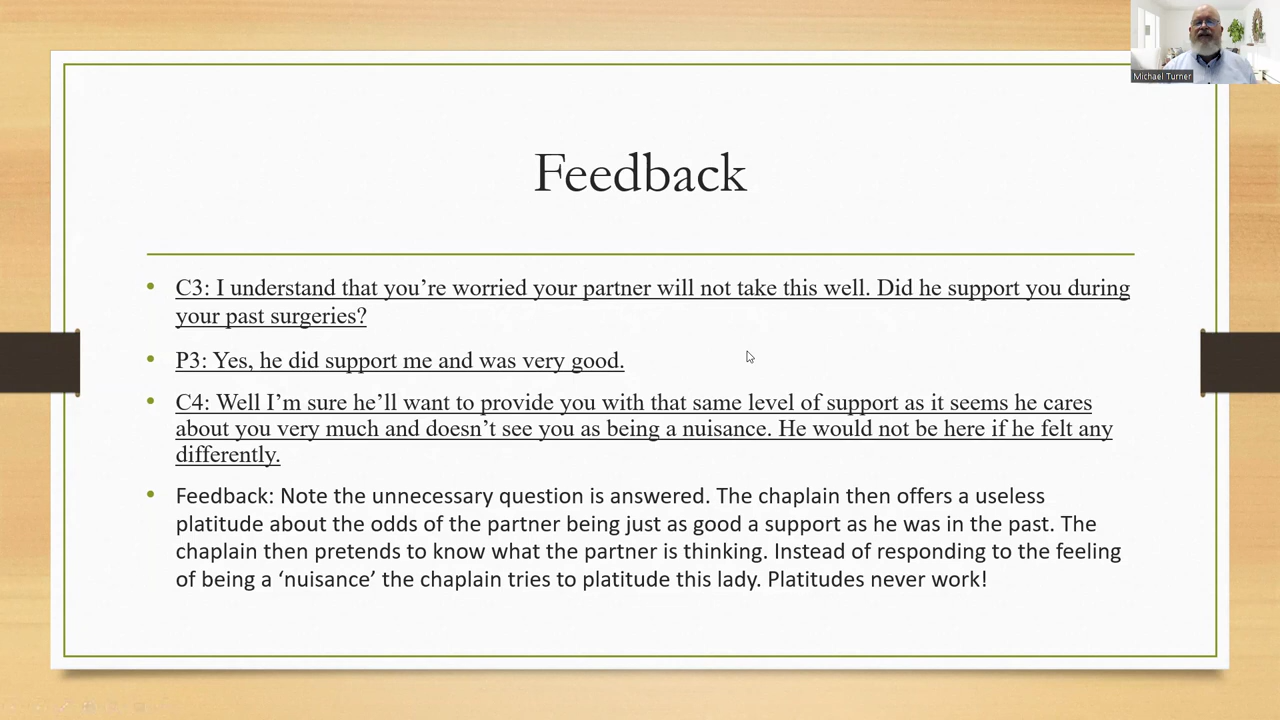 Michael Turner
Feedback
C3: I understand that you’re worried your partner will not take this well. Did he support you during
your past surgeries?
P3: Yes, he did support me and was very good.
C4: Well I’m sure he’ll want to provide you with that same level of support as it seems he cares
about you very much and doesn’t see you as being a nuisance. He would not be here if he felt any
differently.
Feedback: Note the unnecessary question is answered. The chaplain then offers a useless
platitude about the odds of the partner being just as good a support as he was in the past. The
chaplain then pretends to know what the partner is thinking. Instead of responding to the feeling
of being a ‘nuisance’ the chaplain tries to platitude this lady. Platitudes never work!